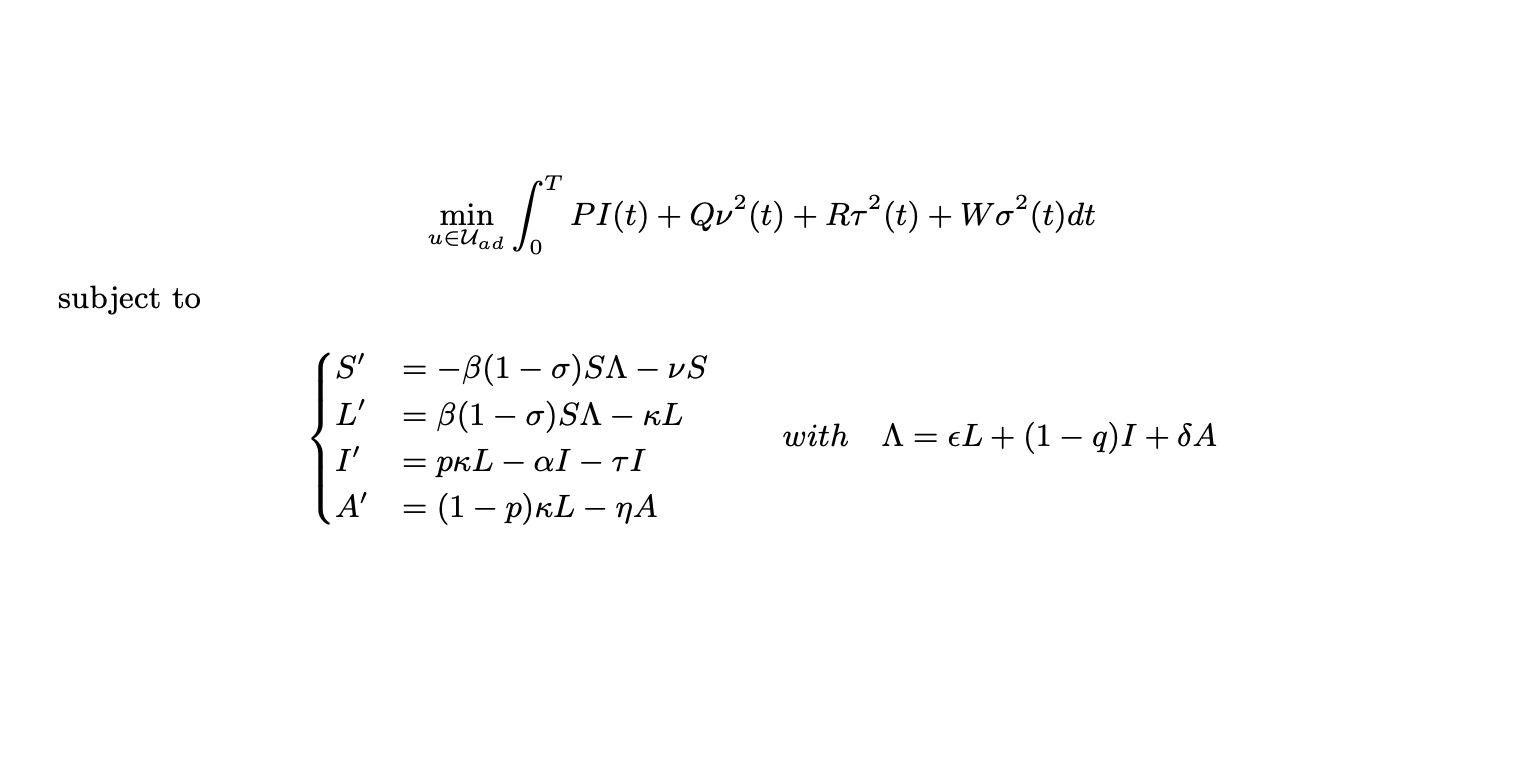 min_{u∈𝒰_{ad}} ∫_0^T PI(t) + Qν²(t) + Rτ²(t) + Wσ²(t)dt
subject to
S′ = −β(1 − σ)SΛ − νS
L′ = β(1 − σ)SΛ − κL
with Λ = ϵL + (1 − q)I + δA
I′ = pκL − αI − τI
A′ = (1 − p)κL − ηA